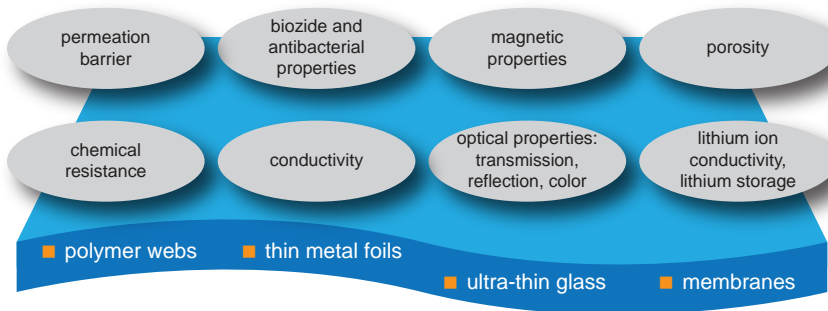 permeation
barrier
biozide and
antibacterial
properties
magnetic
properties
porosity
chemical
resistance
conductivity
optical properties:
transmission,
reflection, color
lithium ion
conductivity,
lithium storage
polymer webs
thin metal foils
ultra-thin glass
membranes